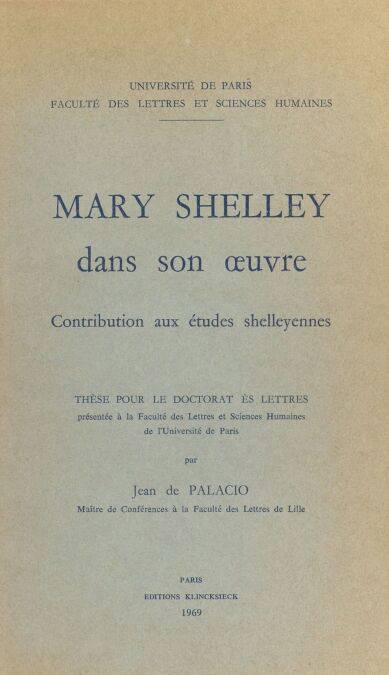 UNIVERSITÉ DE PARIS
FACULTÉ DES LETTRES ET SCIENCES HUMAINES
MARY SHELLEY
dans son œuvre
Contribution aux études shelleyennes
THÈSE POUR LE DOCTORAT ÈS LETTRES
présentée à la Faculté des Lettres et Sciences Humaines
de l'Université de Paris
par
Jean de PALACIO
Maître de Conférences à la Faculté des Lettres de Lille
PARIS
EDITIONS KLINCKSIECK
1969